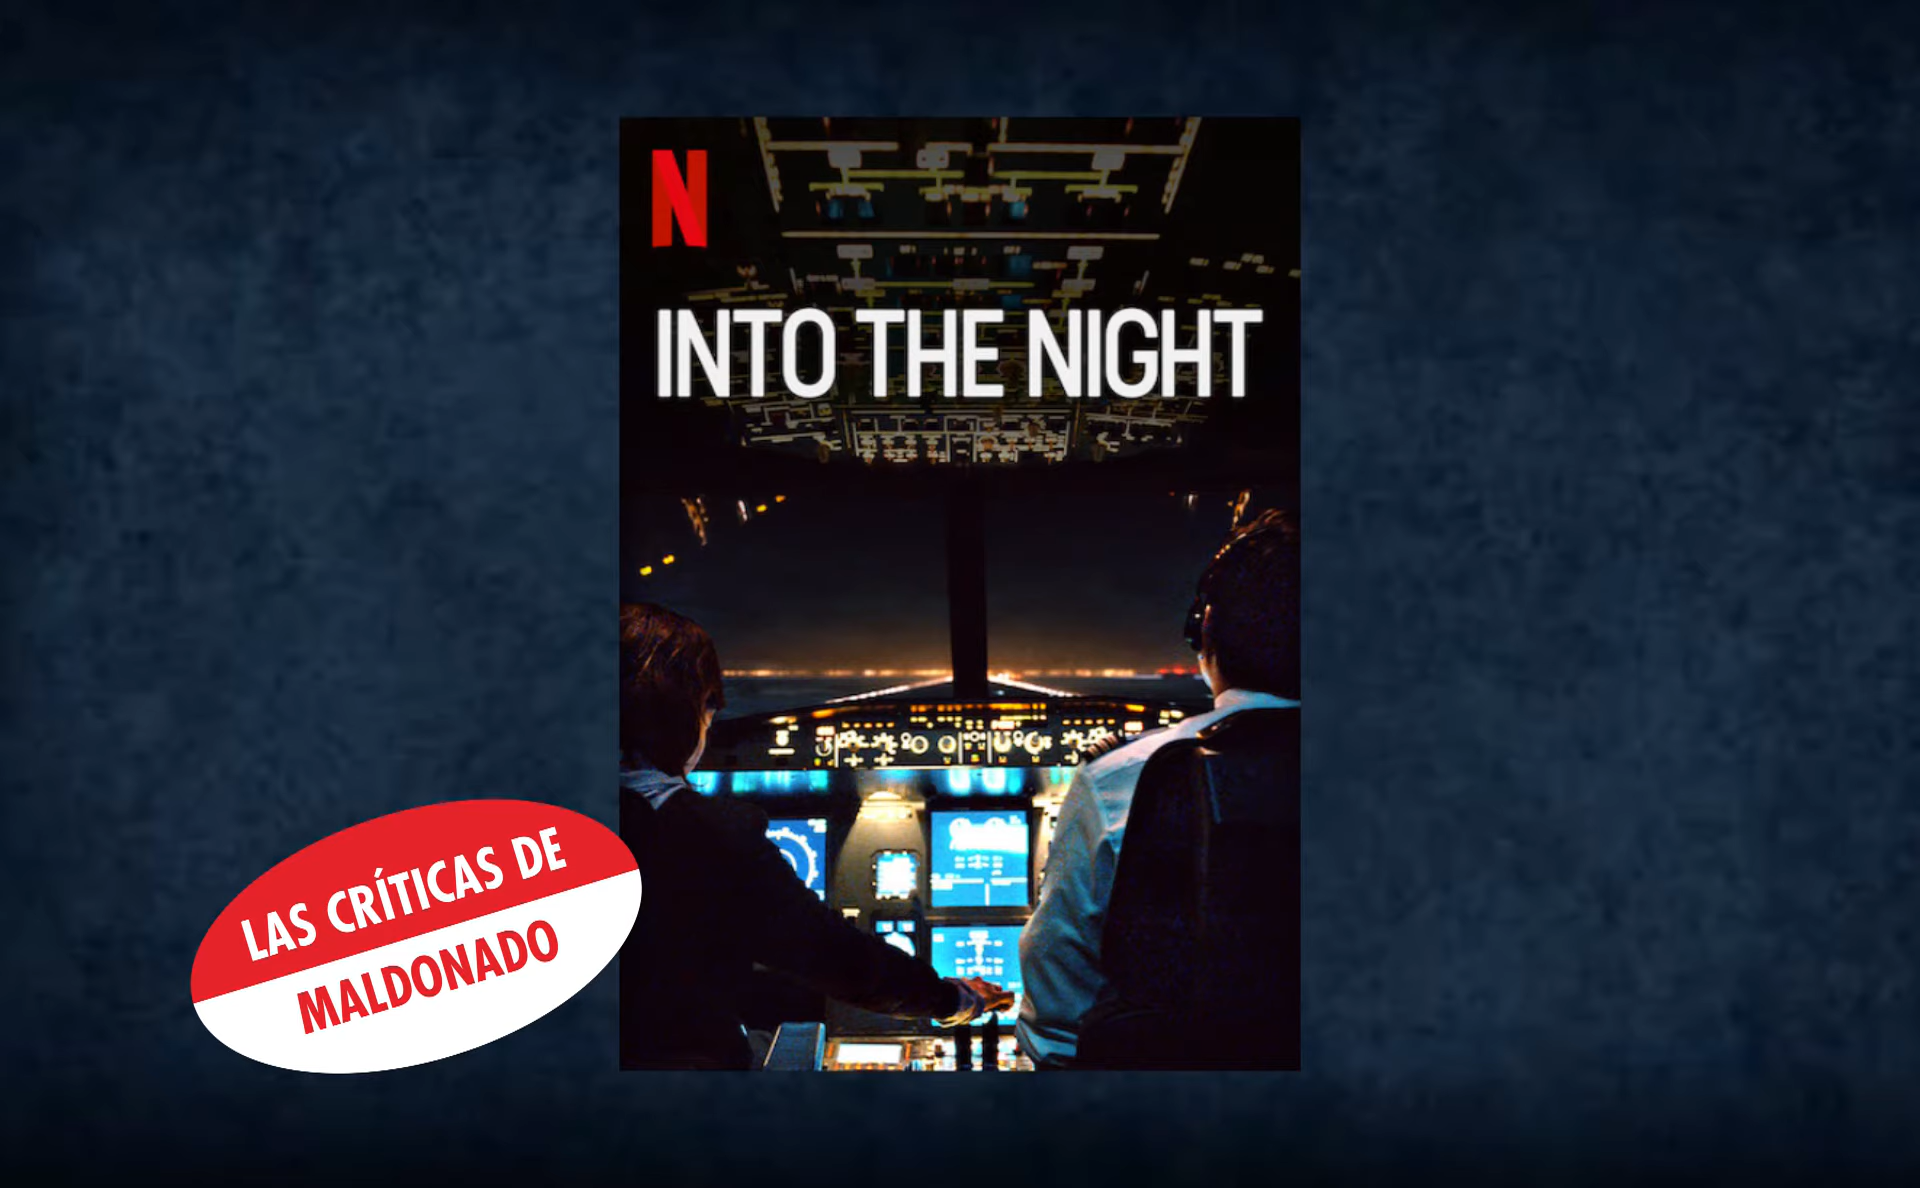 N
INTO THE NIGHT
LAS CRÍTICAS DE
MALDONADO